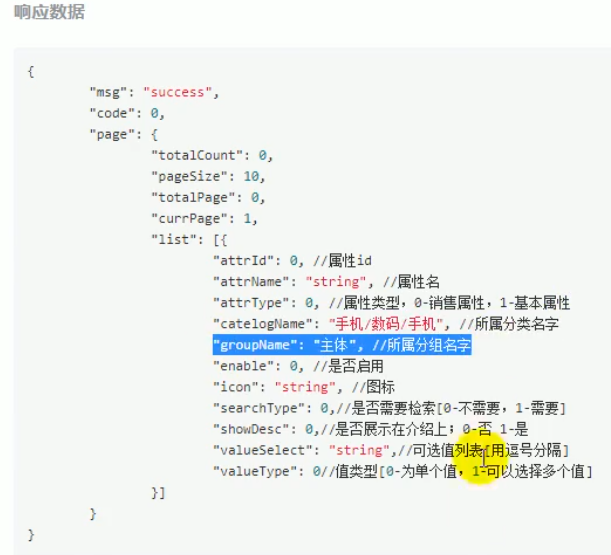 响应数据
{
"msg": "success",
"code": 0,
"page": {
"totalCount": 0,
"pageSize": 10,
"totalPage": 0,
"currPage": 1,
"list": [{
"attrId": 0, //属性id
"attrName": "string", //属性名
"attrType": 0, //属性类型，0-销售属性，1-基本属性
"catelogName": "手机/数码/手机", //所属分类名字
"groupName": "主体", //所属分组名字
"enable": 0, //是否启用
"icon": "string", //图标
"searchType": 0,//是否需要检索[0-不需要，1-需要]
"showDesc": 0,//是否展示在介绍上；0-否 1-是
"valueSelect": "string",//可选值列表[用逗号分隔]
"valueType": 0//值类型[0-为单个值，1-可以选择多个值]
}]
}
}